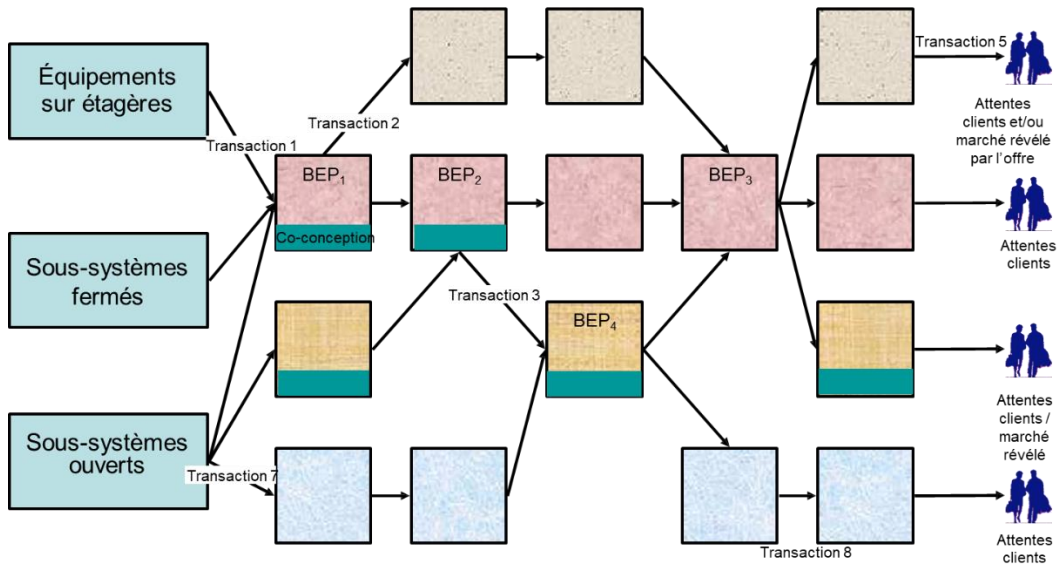 Équipements
sur étagères
Transaction 1
Transaction 2
Transaction 5
Attentes
clients et/ou
marché révélé
par l'offre
BEP1
Co-conception
BEP2
BEP3
Attentes
clients
Sous-systèmes
fermés
Transaction 3
BEP4
Attentes
clients /
marché
révélé
Sous-systèmes
ouverts
Transaction 7
Transaction 8
Attentes
clients